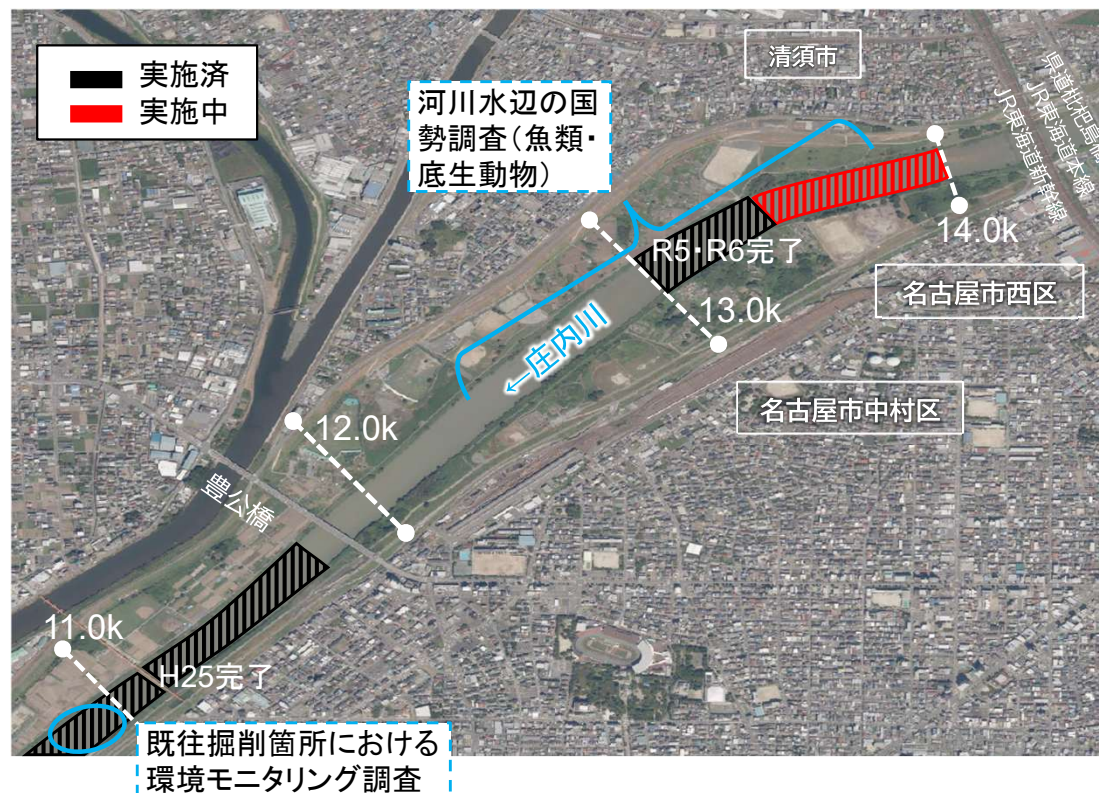 実施済
実施中
清須市
河川水辺の国
勢調査(魚類・
底生動物)
県道枇杷島橋
JR東海道本線
JR東海道新幹線
14.0k
R5・R6完了
名古屋市西区
13.0k
←庄内川
名古屋市中村区
12.0k
豊公橋
11.0k
H25完了
既往掘削箇所における
環境モニタリング調査